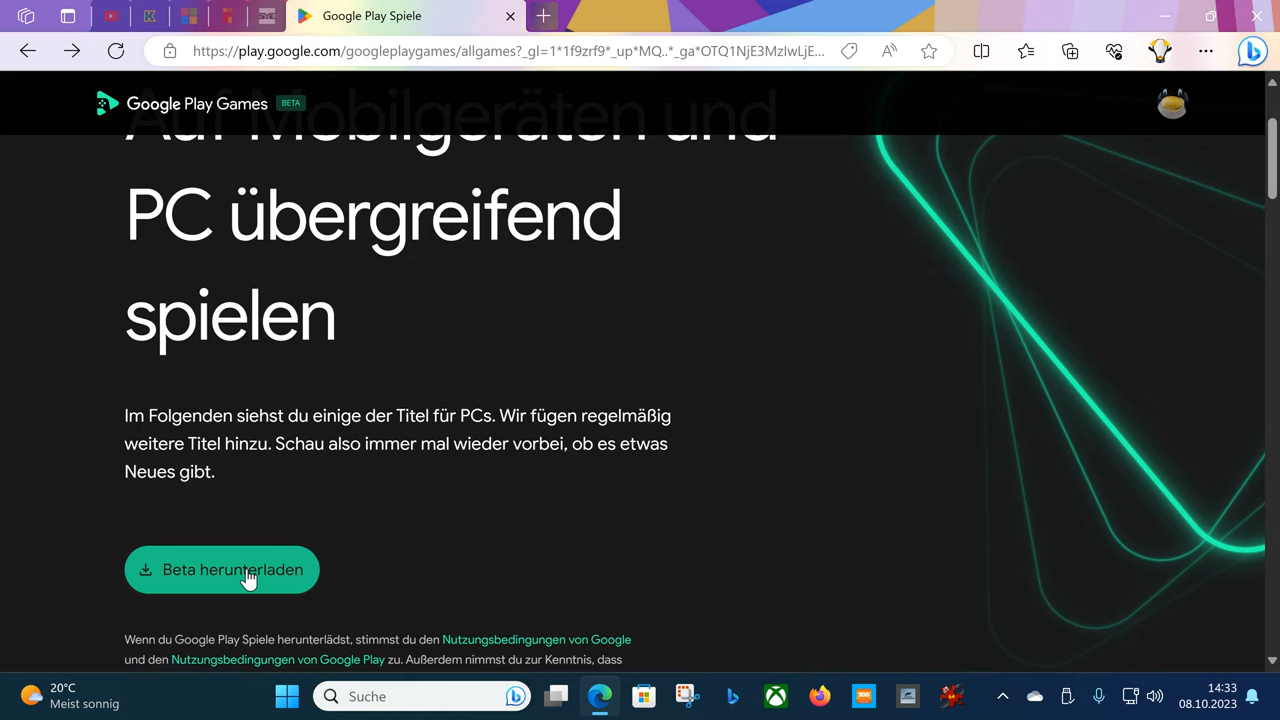 Google Play Spiele
https://play.google.com/googleplaygames/allgames?_gl=1*1f9zrf9*_up*MQ..*_ga*OTQ1NjE3MzIwLjE...
Google Play Games BETA
Auf Mobilgeräten und
PC übergreifend
spielen
Im Folgenden siehst du einige der Titel für PCs. Wir fügen regelmäßig
weitere Titel hinzu. Schau also immer mal wieder vorbei, ob es etwas
Neues gibt.
Beta herunterladen
Wenn du Google Play Spiele herunterlädst, stimmst du den Nutzungsbedingungen von Google
und den Nutzungsbedingungen von Google Play zu. Außerdem nimmst du zur Kenntnis, dass
20°C
Meist sonnig
Suche
14:33
08.10.2023